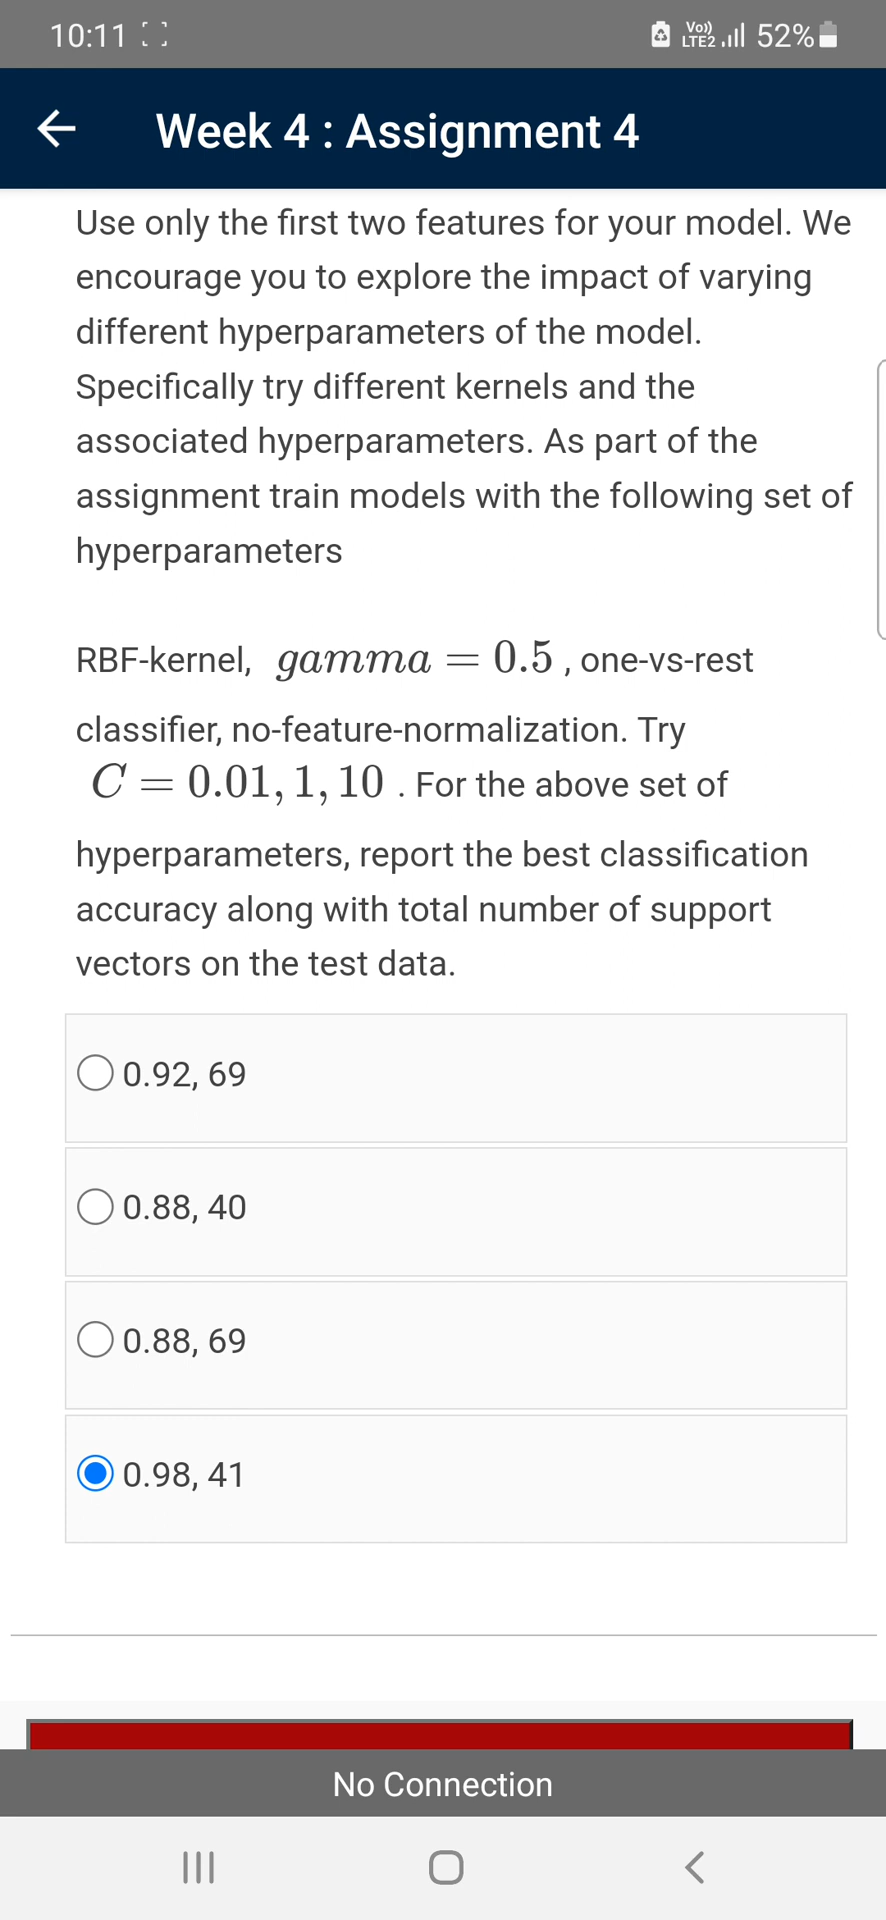 10:11
Vo)) LTE2 52%
Week 4 : Assignment 4
Use only the first two features for your model. We
encourage you to explore the impact of varying
different hyperparameters of the model.
Specifically try different kernels and the
associated hyperparameters. As part of the
assignment train models with the following set of
hyperparameters
RBF-kernel, gamma = 0.5 , one-vs-rest
classifier, no-feature-normalization. Try
C = 0.01, 1, 10 . For the above set of
hyperparameters, report the best classification
accuracy along with total number of support
vectors on the test data.
0.92, 69
0.88, 40
0.88, 69
0.98, 41
No Connection